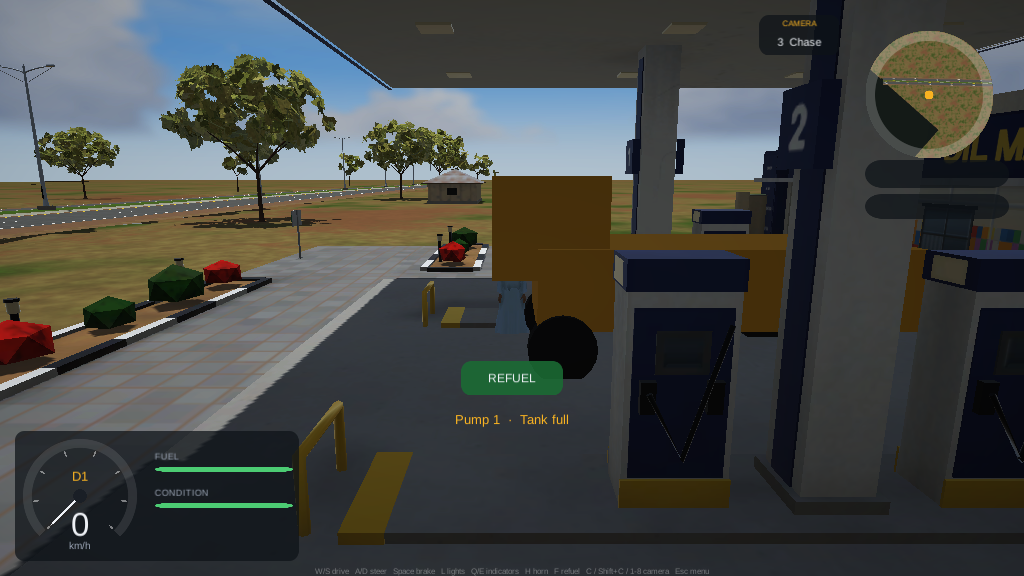 CAMERA
3 Chase
2
REFUEL
Pump 1 · Tank full
D1
0
km/h
FUEL
CONDITION
W/S drive A/D steer Space brake L lights Q/E indicators H horn F refuel C / Shift+C / 1-8 camera Esc menu